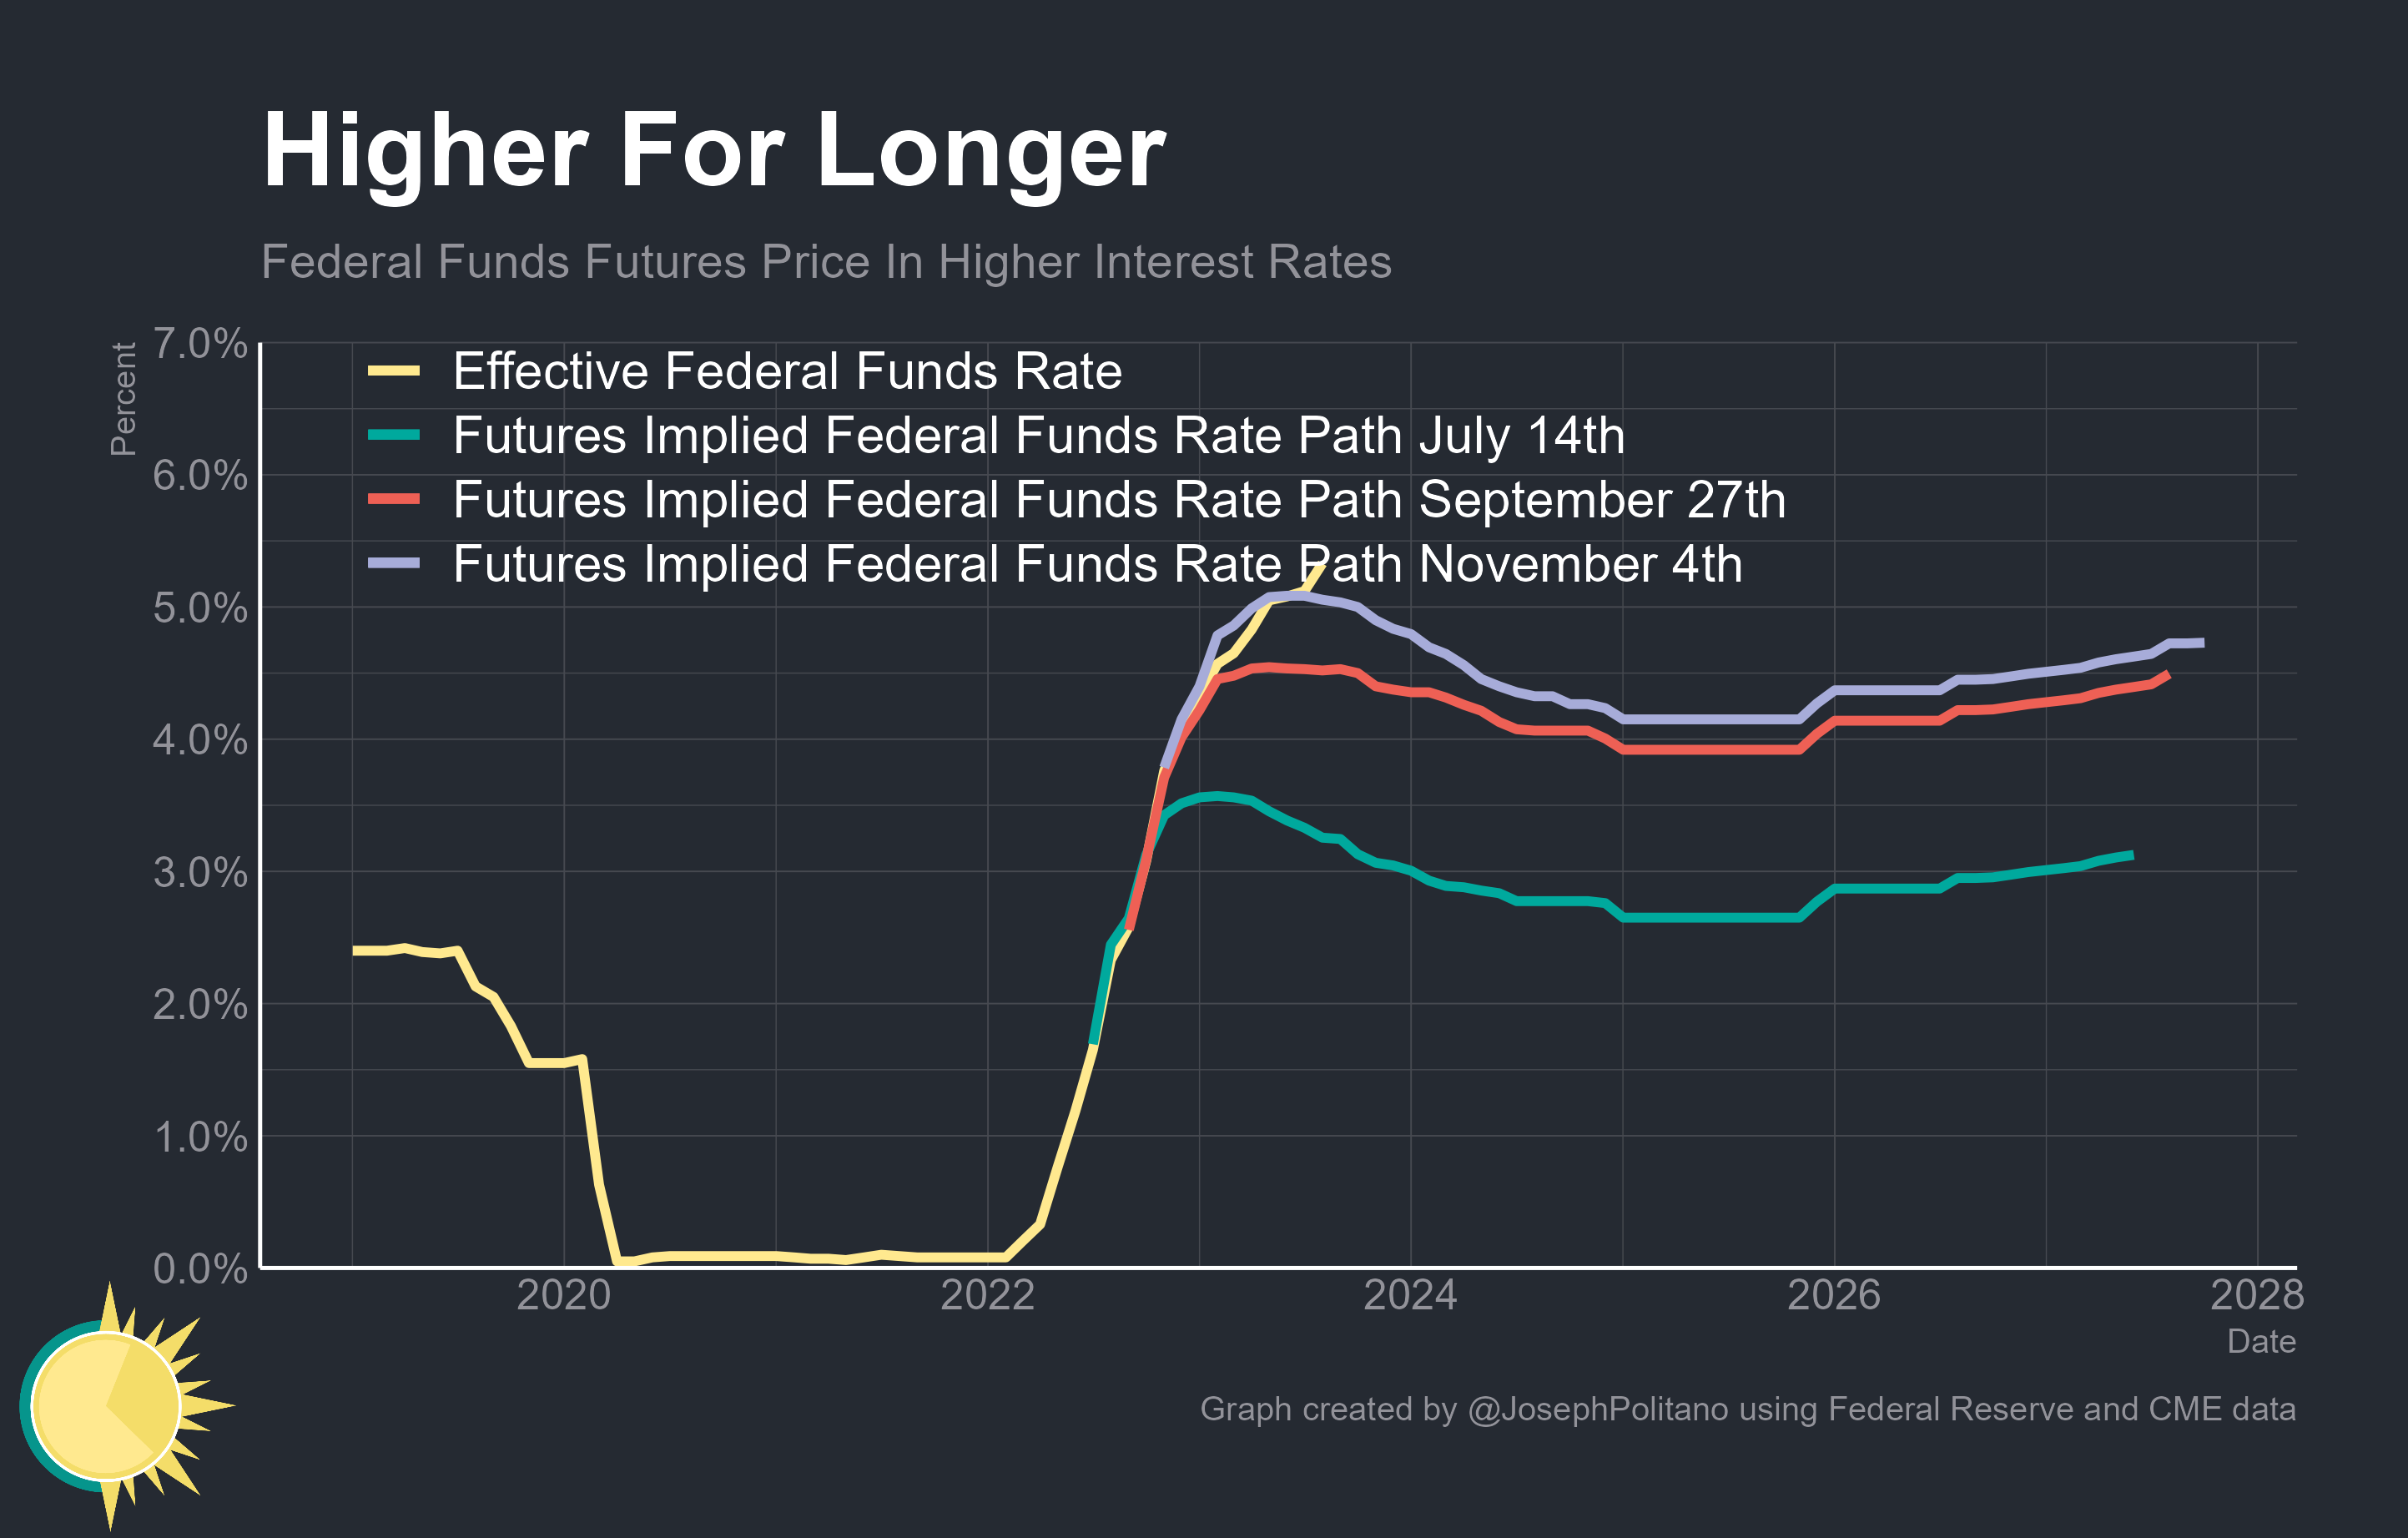 Higher For Longer
Federal Funds Futures Price In Higher Interest Rates
Percent
7.0%
6.0%
5.0%
4.0%
3.0%
2.0%
1.0%
0.0%
Effective Federal Funds Rate
Futures Implied Federal Funds Rate Path July 14th
Futures Implied Federal Funds Rate Path September 27th
Futures Implied Federal Funds Rate Path November 4th
2020 2022 2024 2026 2028
Date
Graph created by @JosephPolitano using Federal Reserve and CME data